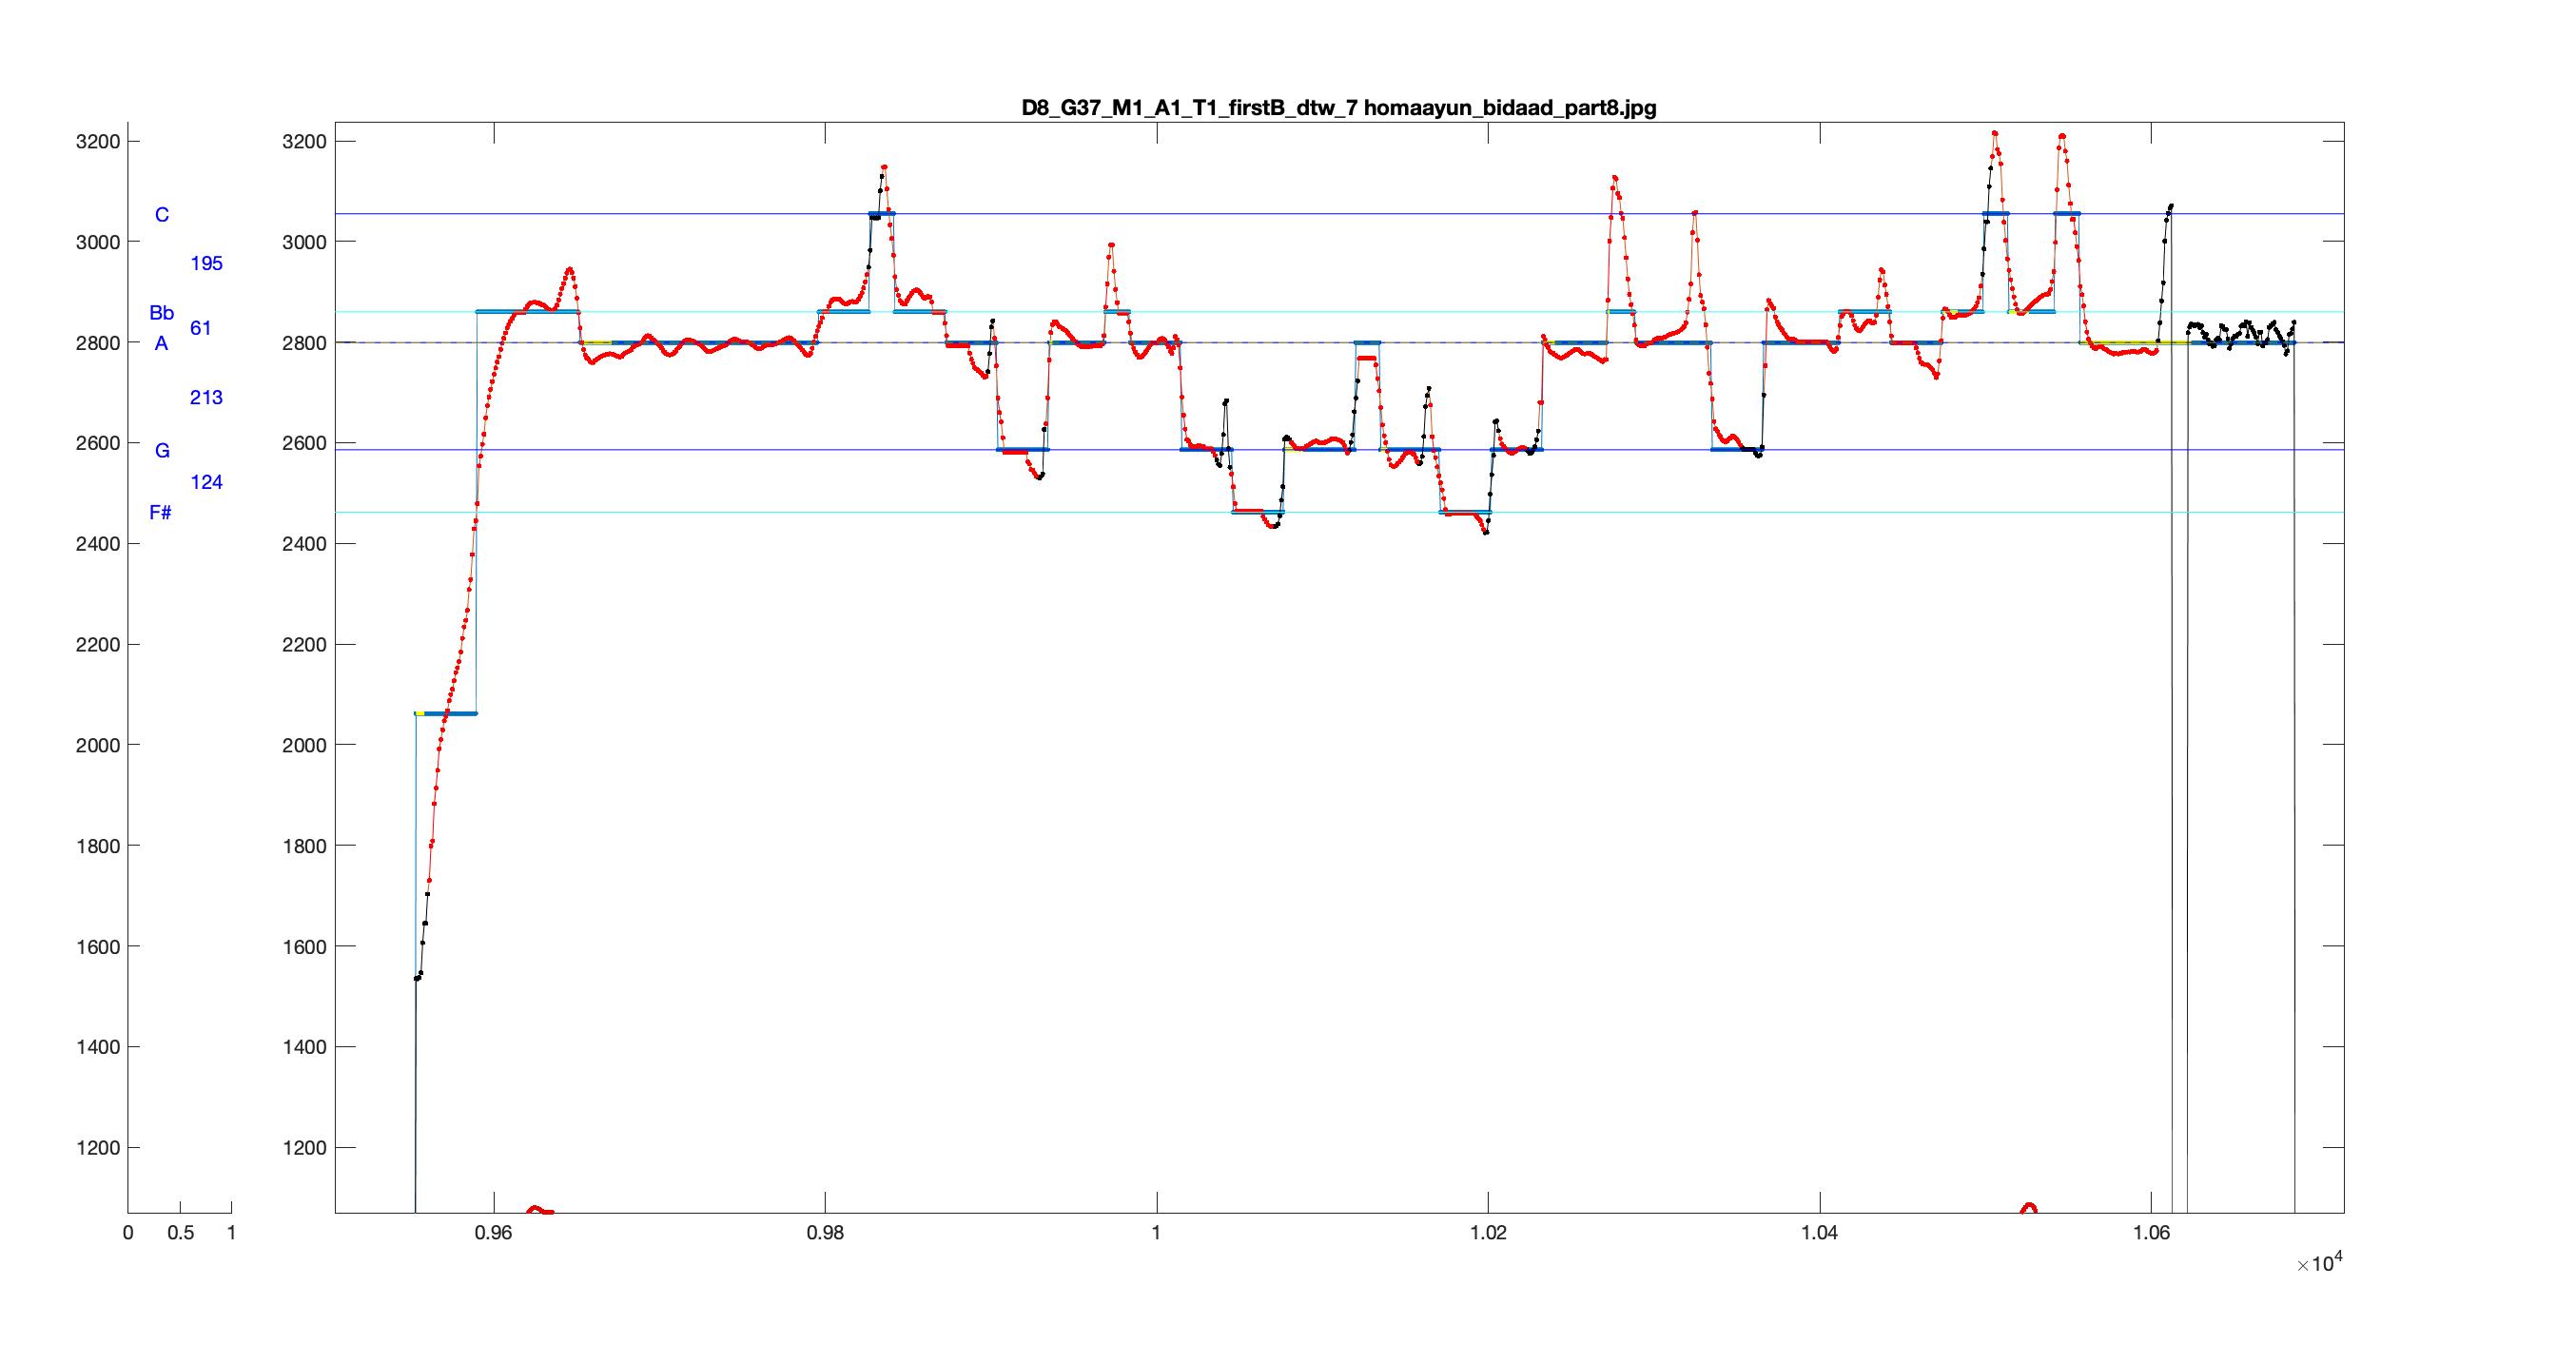 D8_G37_M1_A1_T1_firstB_dtw_7 homaayun_bidaad_part8.jpg
3200 3200
C
3000 3000
195
Bb
61
2800 A 2800
213
2600 G 2600
124
F#
2400 2400
2200 2200
2000 2000
1800 1800
1600 1600
1400 1400
1200 1200
0 0.5 1 0.96 0.98 1 1.02 1.04 1.06
×10^4